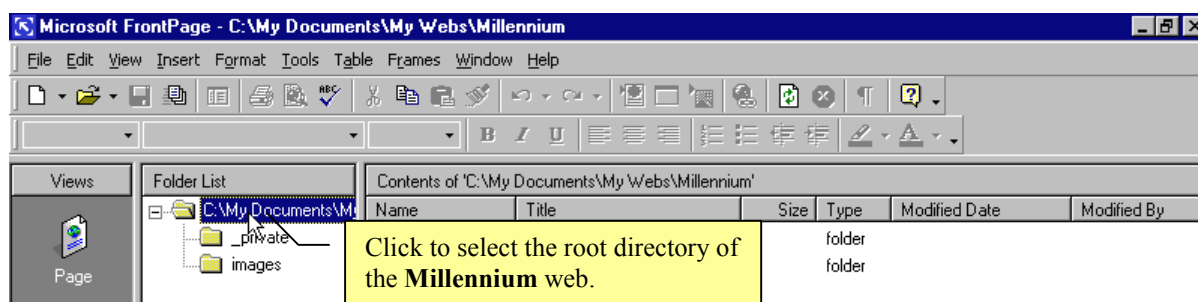 Microsoft FrontPage - C:\My Documents\My Webs\Millennium
File Edit View Insert Format Tools Table Frames Window Help
ABC
B I U A
Views Folder List Contents of 'C:\My Documents\My Webs\Millennium'
C:\My Documents\M Name Title Size Type Modified Date Modified By
_private folder
images folder
Page
Click to select the root directory of
the Millennium web.